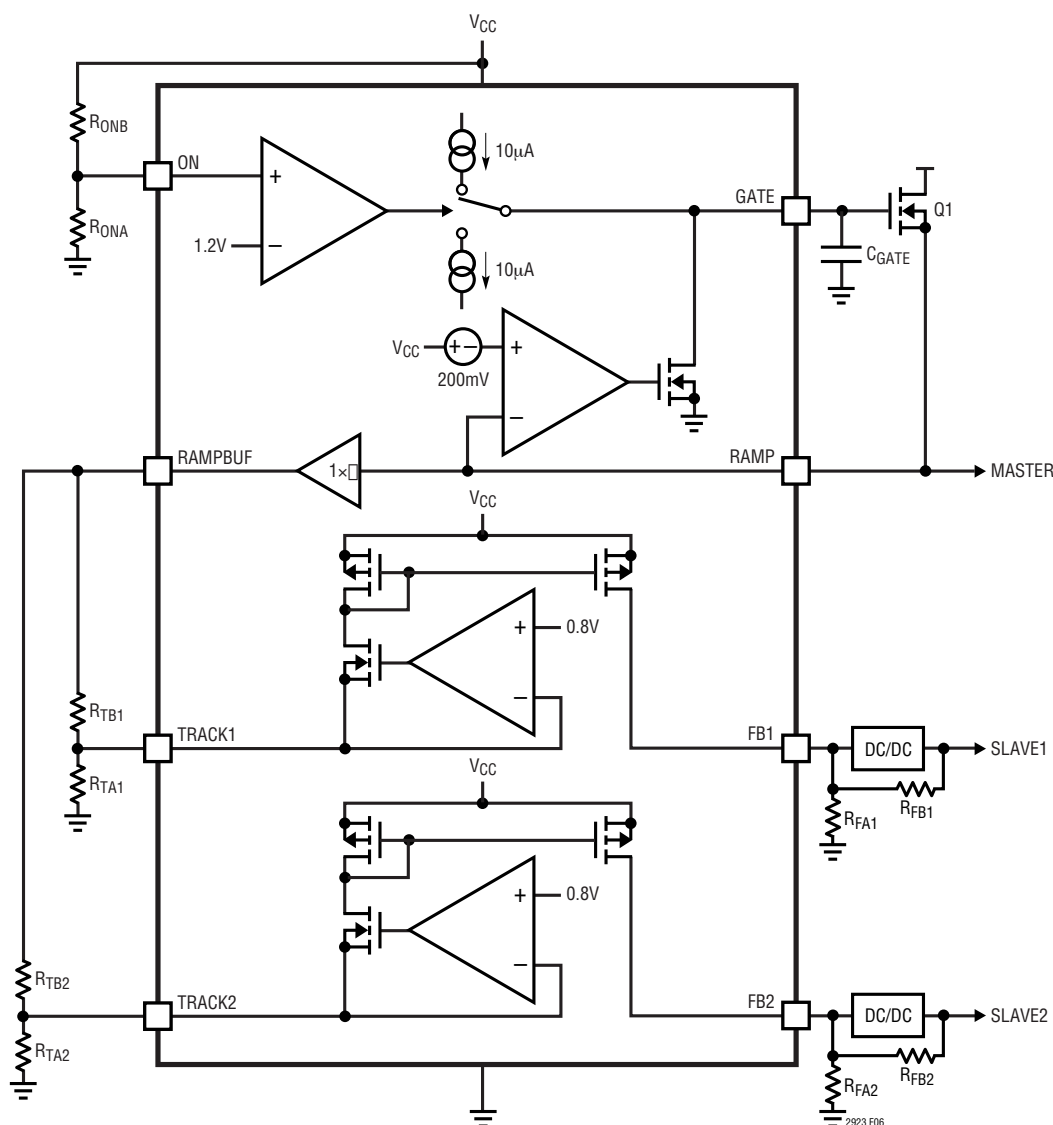 VCC
RONB
ON
10µA
GATE
Q1
RONA
1.2V
+
−
10µA
CGATE
VCC
+ −
200mV
+
−
RAMPBUF
1×
RAMP
MASTER
VCC
+
0.8V
−
RTB1
TRACK1
FB1
DC/DC
SLAVE1
RTA1
RFA1
RFB1
VCC
+
0.8V
−
RTB2
TRACK2
FB2
DC/DC
SLAVE2
RTA2
RFA2
RFB2
2923 F06